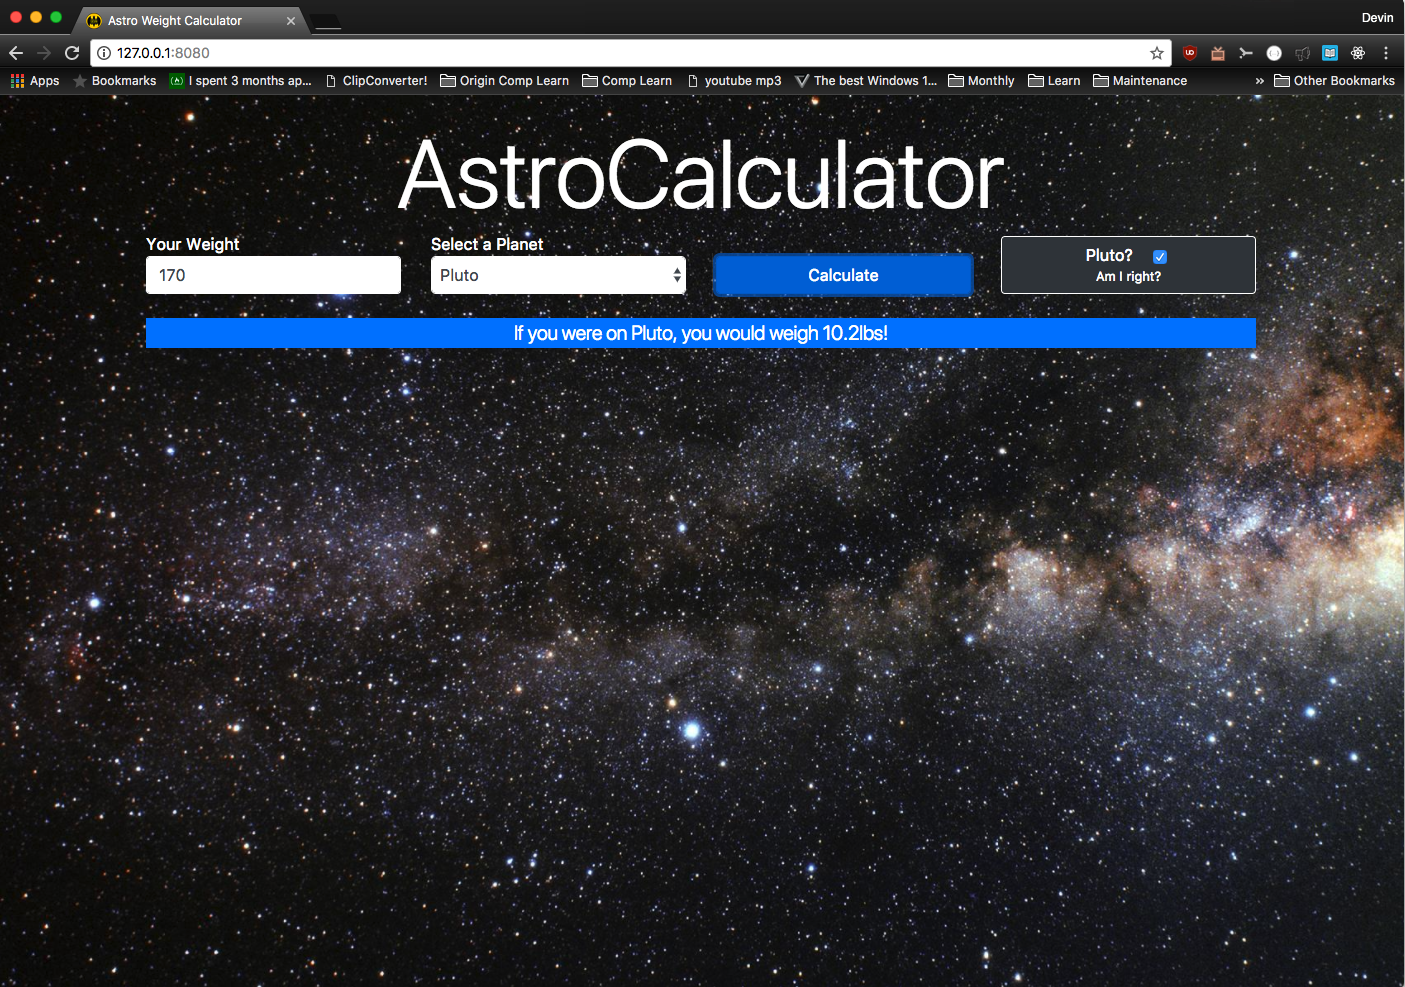 Astro Weight Calculator
Devin
127.0.0.1:8080
Apps
Bookmarks
I spent 3 months ap...
ClipConverter!
Origin Comp Learn
Comp Learn
youtube mp3
The best Windows 1...
Monthly
Learn
Maintenance
»
Other Bookmarks
AstroCalculator
Your Weight
170
Select a Planet
Pluto
Calculate
Pluto?
Am I right?
If you were on Pluto, you would weigh 10.2lbs!